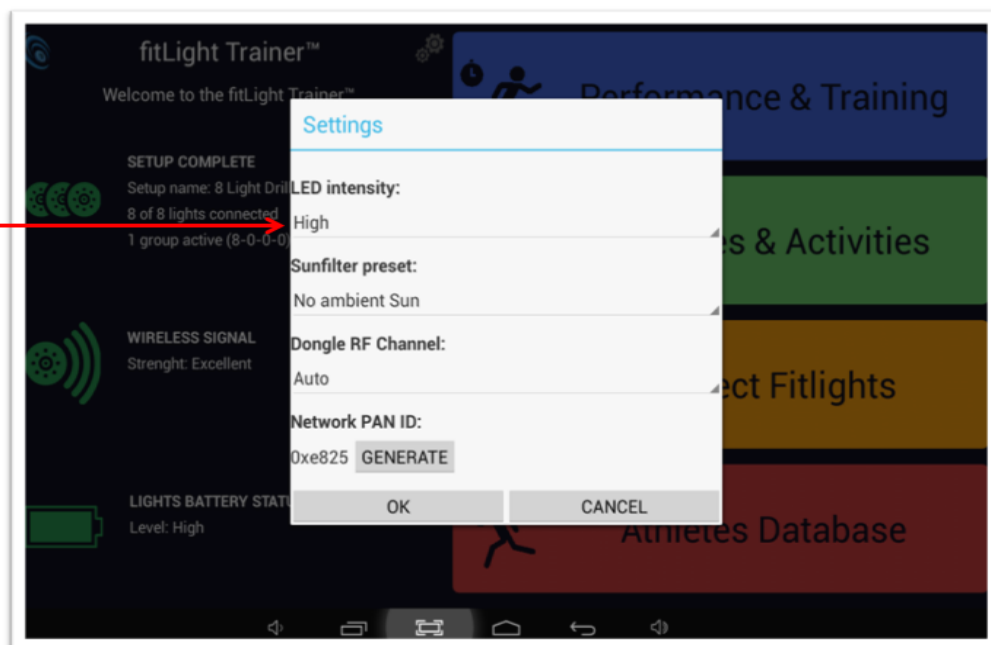 fitLight Trainer™
Welcome to the fitLight Trainer™
SETUP COMPLETE
Setup name: 8 Light Dril
8 of 8 lights connected
1 group active (8-0-0-0)
WIRELESS SIGNAL
Strenght: Excellent
LIGHTS BATTERY STATU
Level: High
Settings
LED intensity:
High
Sunfilter preset:
No ambient Sun
Dongle RF Channel:
Auto
Network PAN ID:
0xe825 GENERATE
OK CANCEL
Performance & Training
es & Activities
ect Fitlights
Athletes Database